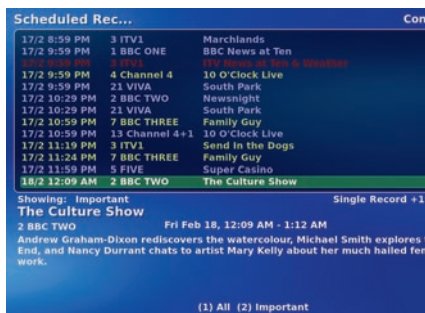 Scheduled Rec... Con
17/2 8:59 PM 3 ITV1 Marchlands
17/2 9:59 PM 1 BBC ONE BBC News at Ten
17/2 9:59 PM 3 ITV1 ITV News at Ten & Weather
17/2 9:59 PM 4 Channel 4 10 O'Clock Live
17/2 9:59 PM 21 VIVA South Park
17/2 10:29 PM 2 BBC TWO Newsnight
17/2 10:29 PM 21 VIVA South Park
17/2 10:59 PM 7 BBC THREE Family Guy
17/2 10:59 PM 13 Channel 4+1 10 O'Clock Live
17/2 11:19 PM 3 ITV1 Send in the Dogs
17/2 11:24 PM 7 BBC THREE Family Guy
17/2 11:59 PM 5 FIVE Super Casino
18/2 12:09 AM 2 BBC TWO The Culture Show
Showing: Important Single Record +1
The Culture Show
2 BBC TWO Fri Feb 18, 12:09 AM - 1:12 AM
Andrew Graham-Dixon rediscovers the watercolour, Michael Smith explores
End, and Nancy Durrant chats to artist Mary Kelly about her much hailed fe
work.
(1) All (2) Important